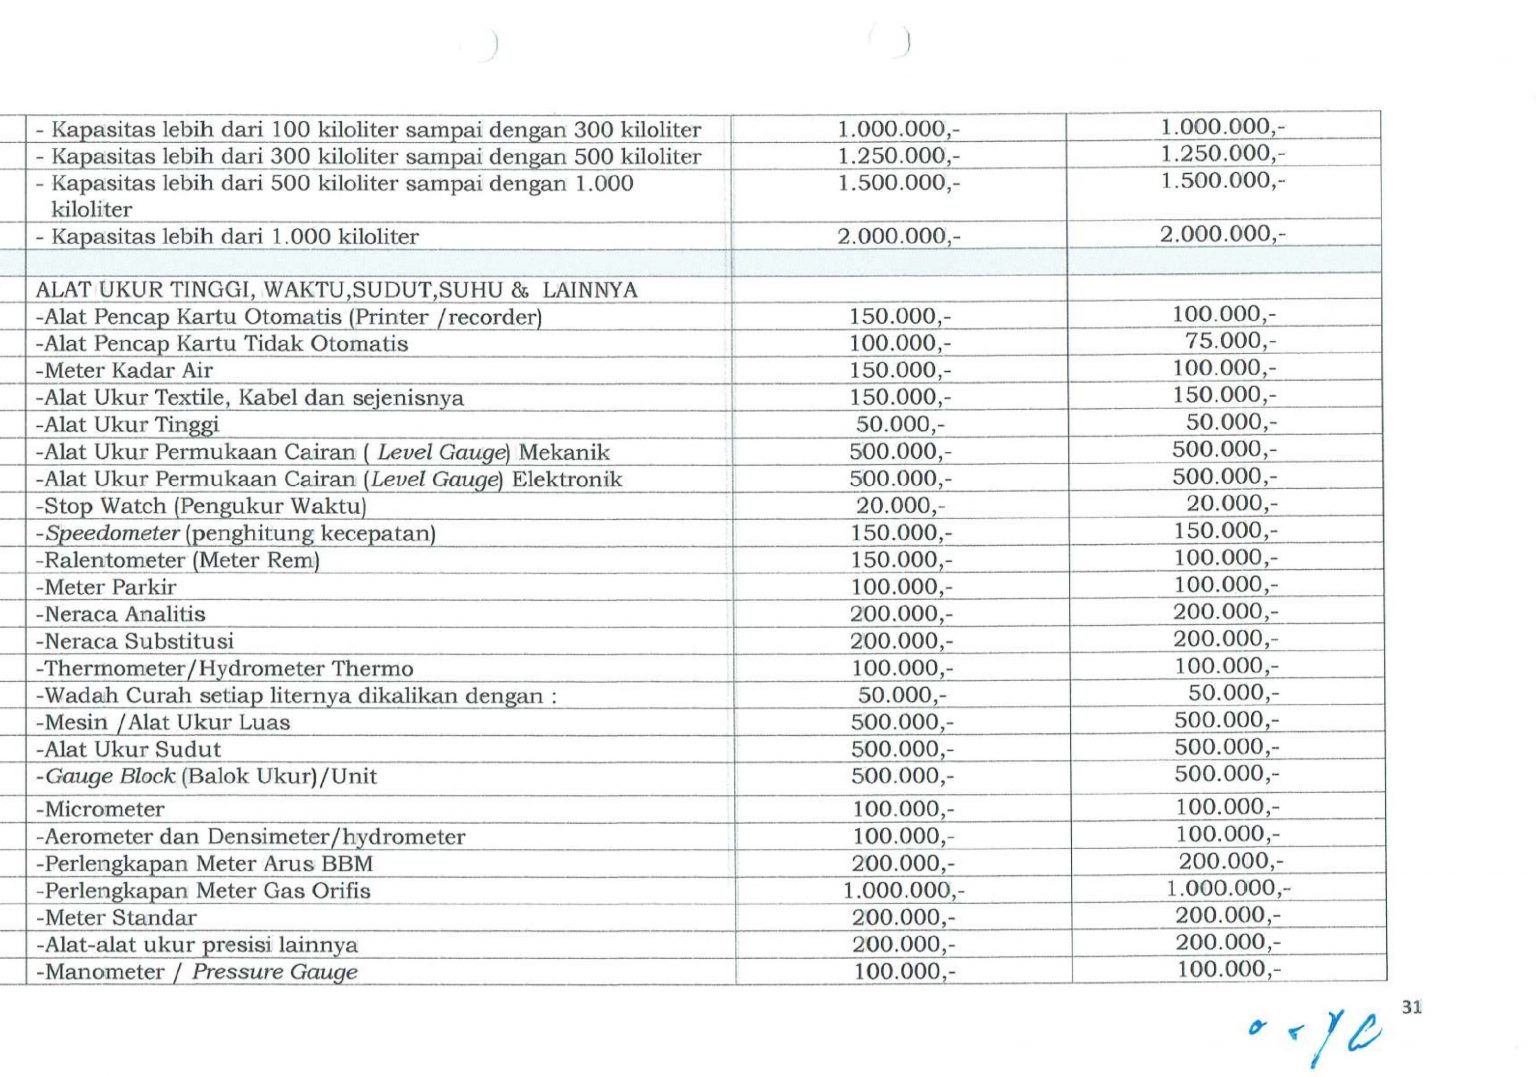 - Kapasitas lebih dari 100 kiloliter sampai dengan 300 kiloliter 1.000.000,- 1.000.000,-
- Kapasitas lebih dari 300 kiloliter sampai dengan 500 kiloliter 1.250.000,- 1.250.000,-
- Kapasitas lebih dari 500 kiloliter sampai dengan 1.000 1.500.000,- 1.500.000,-
kiloliter
- Kapasitas lebih dari 1.000 kiloliter 2.000.000,- 2.000.000,-
ALAT UKUR TINGGI, WAKTU,SUDUT,SUHU & LAINNYA
-Alat Pencap Kartu Otomatis (Printer /recorder) 150.000,- 100.000,-
-Alat Pencap Kartu Tidak Otomatis 100.000,- 75.000,-
-Meter Kadar Air 150.000,- 100.000,-
-Alat Ukur Textile, Kabel dan sejenisnya 150.000,- 150.000,-
-Alat Ukur Tinggi 50.000,- 50.000,-
-Alat Ukur Permukaan Cairan ( Level Gauge) Mekanik 500.000,- 500.000,-
-Alat Ukur Permukaan Cairan (Level Gauge) Elektronik 500.000,- 500.000,-
-Stop Watch (Pengukur Waktu) 20.000,- 20.000,-
-Speedometer (penghitung kecepatan) 150.000,- 150.000,-
-Ralentometer (Meter Rem) 150.000,- 100.000,-
-Meter Parkir 100.000,- 100.000,-
-Neraca Analitis 200.000,- 200.000,-
-Neraca Substitusi 200.000,- 200.000,-
-Thermometer/Hydrometer Thermo 100.000,- 100.000,-
-Wadah Curah setiap liternya dikalikan dengan : 50.000,- 50.000,-
-Mesin /Alat Ukur Luas 500.000,- 500.000,-
-Alat Ukur Sudut 500.000,- 500.000,-
-Gauge Block (Balok Ukur)/Unit 500.000,- 500.000,-
-Micrometer 100.000,- 100.000,-
-Aerometer dan Densimeter/hydrometer 100.000,- 100.000,-
-Perlengkapan Meter Arus BBM 200.000,- 200.000,-
-Perlengkapan Meter Gas Orifis 1.000.000,- 1.000.000,-
-Meter Standar 200.000,- 200.000,-
-Alat-alat ukur presisi lainnya 200.000,- 200.000,-
-Manometer / Pressure Gauge 100.000,- 100.000,-
31